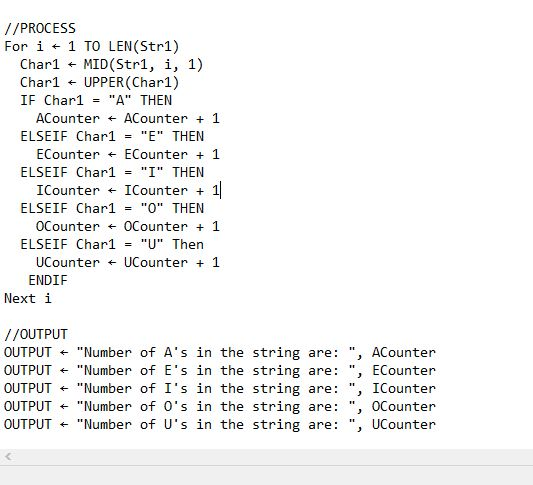 //PROCESS
For i ← 1 TO LEN(Str1)
Char1 ← MID(Str1, i, 1)
Char1 ← UPPER(Char1)
IF Char1 = "A" THEN
ACounter ← ACounter + 1
ELSEIF Char1 = "E" THEN
ECounter ← ECounter + 1
ELSEIF Char1 = "I" THEN
ICounter ← ICounter + 1
ELSEIF Char1 = "O" THEN
OCounter ← OCounter + 1
ELSEIF Char1 = "U" Then
UCounter ← UCounter + 1
ENDIF
Next i
//OUTPUT
OUTPUT ← "Number of A's in the string are: ", ACounter
OUTPUT ← "Number of E's in the string are: ", ECounter
OUTPUT ← "Number of I's in the string are: ", ICounter
OUTPUT ← "Number of O's in the string are: ", OCounter
OUTPUT ← "Number of U's in the string are: ", UCounter